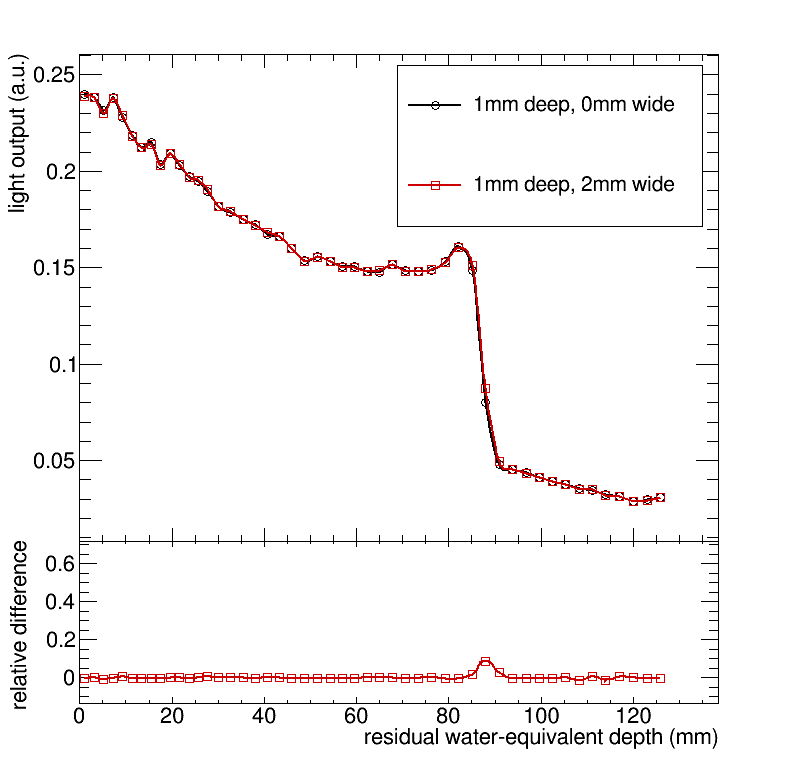 light output (a.u.)
0.25
0.2
0.15
0.1
0.05
1mm deep, 0mm wide
1mm deep, 2mm wide
relative difference
0.6
0.4
0.2
0
0 20 40 60 80 100 120
residual water-equivalent depth (mm)